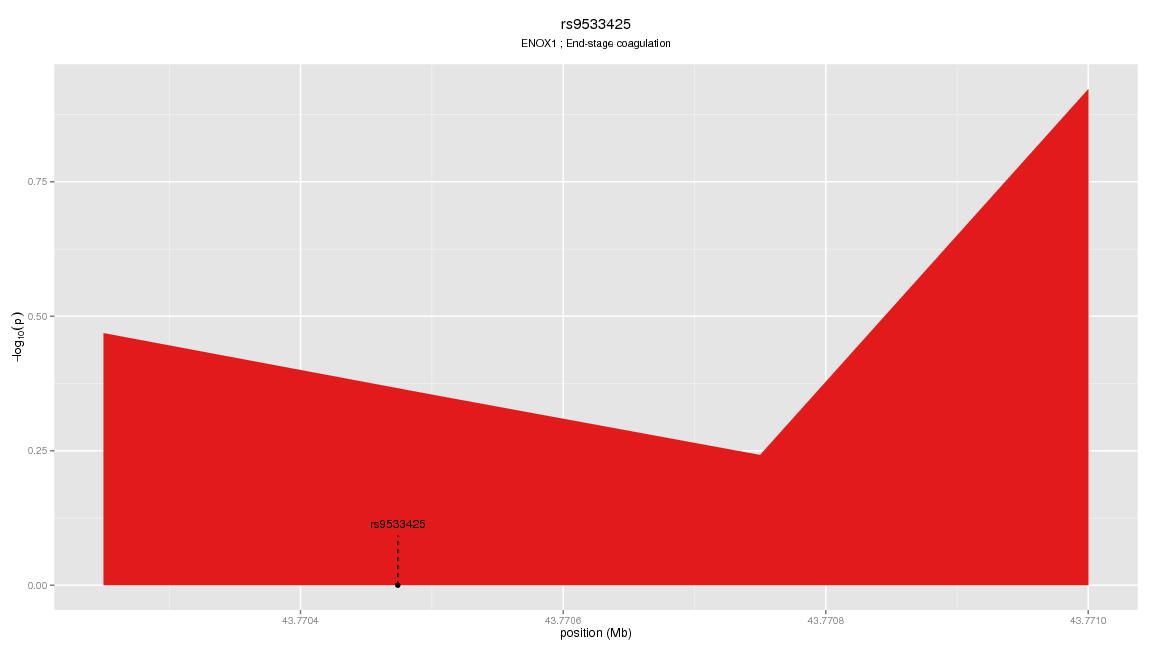 rs9533425
ENOX1 ; End-stage coagulation
−log10(p)
0.75
0.50
0.25
0.00
rs9533425
43.7704
43.7706
43.7708
43.7710
position (Mb)